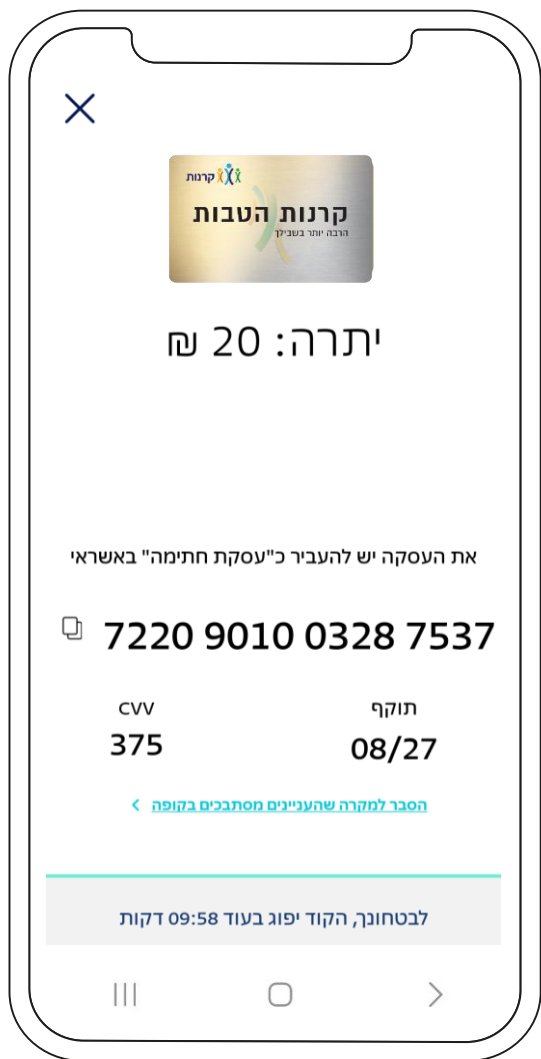 קרנות
קרנות הטבות
הרבה יותר בשבילך
יתרה: 20 ₪
את העסקה יש להעביר כ"עסקת חתימה" באשראי
7220 9010 0328 7537
תוקף
08/27
CVV
375
הסבר למקרה שהעניינים מסתבכים בקופה
לבטחונך, הקוד יפוג בעוד 09:58 דקות